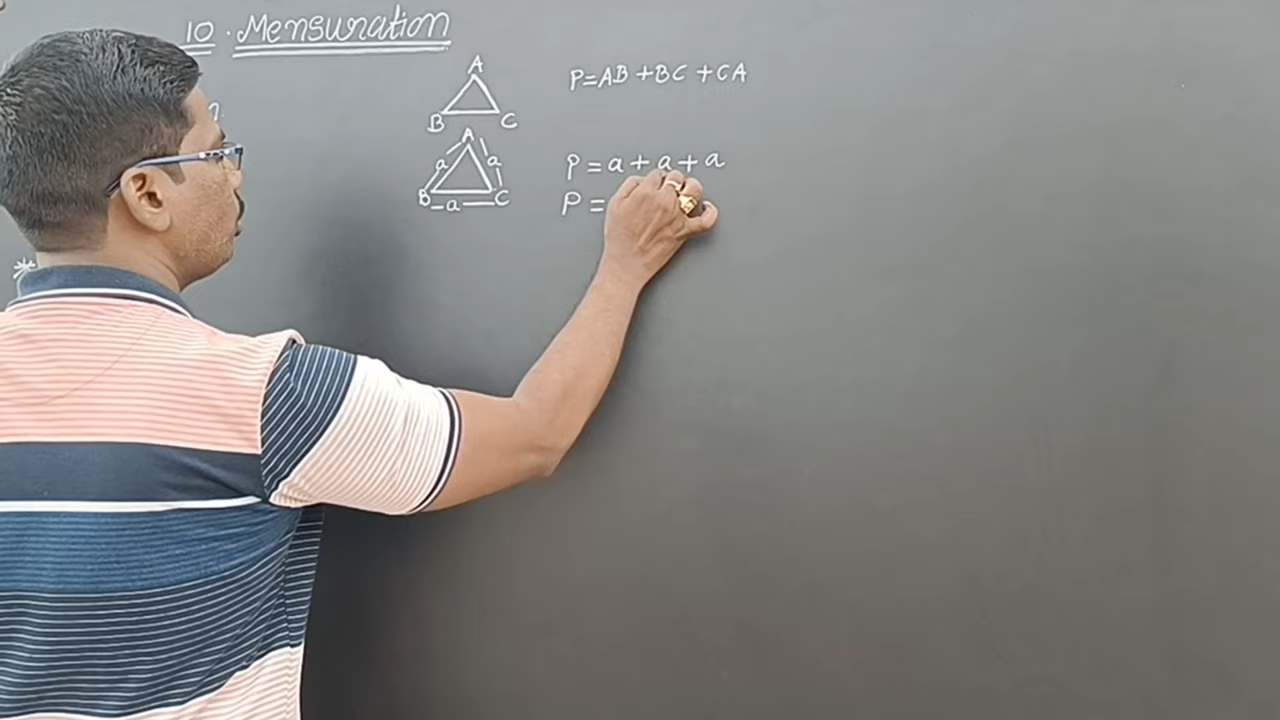 10. Mensuration
A
B C
P=AB+BC+CA
A
a a
B a C
P=a+a+a
P=
*